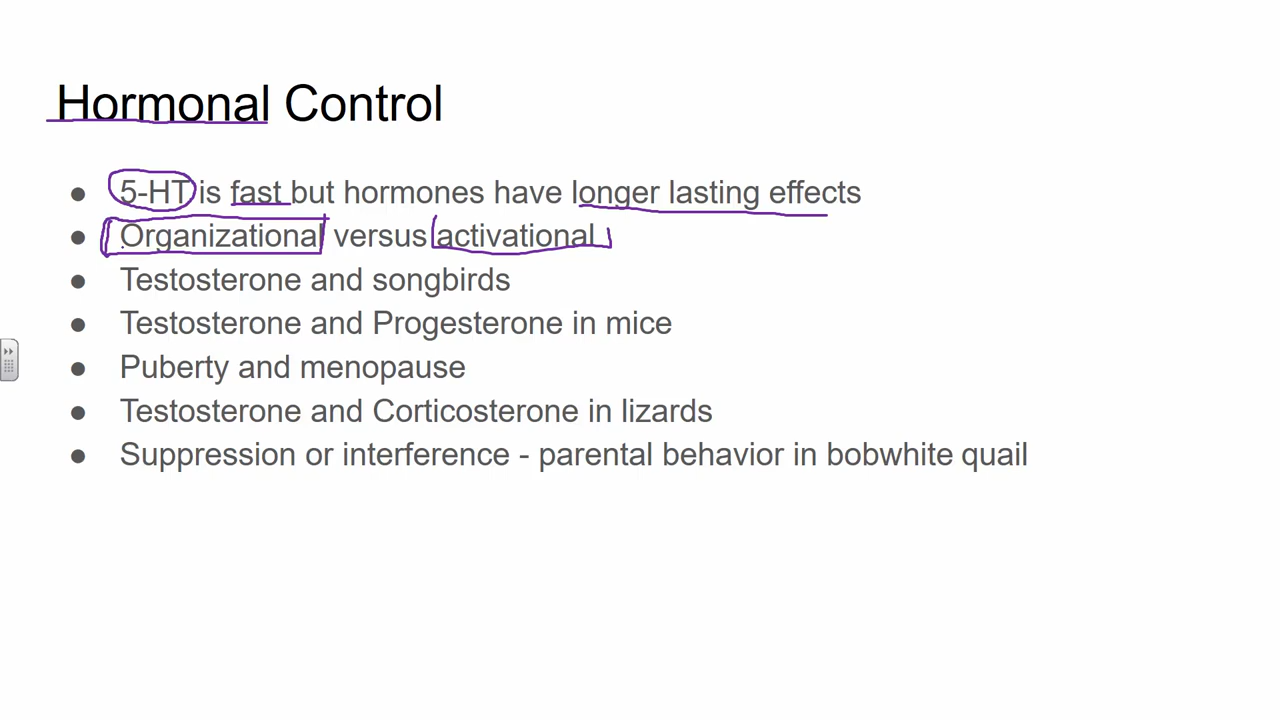 Hormonal Control
● 5-HT is fast but hormones have longer lasting effects
● Organizational versus activational
● Testosterone and songbirds
● Testosterone and Progesterone in mice
● Puberty and menopause
● Testosterone and Corticosterone in lizards
● Suppression or interference - parental behavior in bobwhite quail